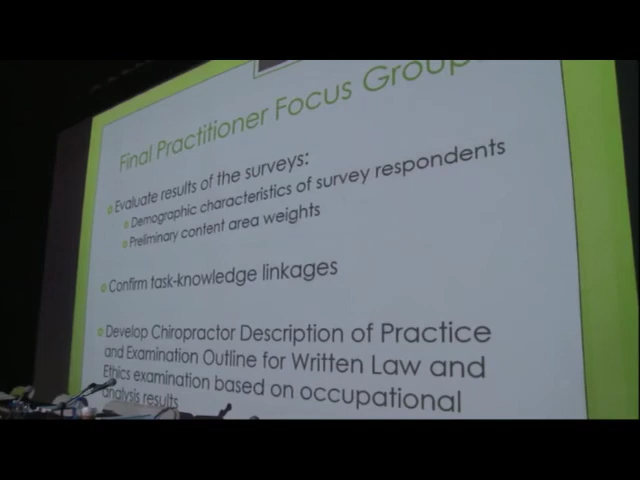 Final Practitioner Focus Group
Evaluate results of the surveys:
Demographic characteristics of survey respondents
Preliminary content area weights
Confirm task-knowledge linkages
Develop Chiropractor Description of Practice
and Examination Outline for Written Law and
Ethics examination based on occupational
analysis results